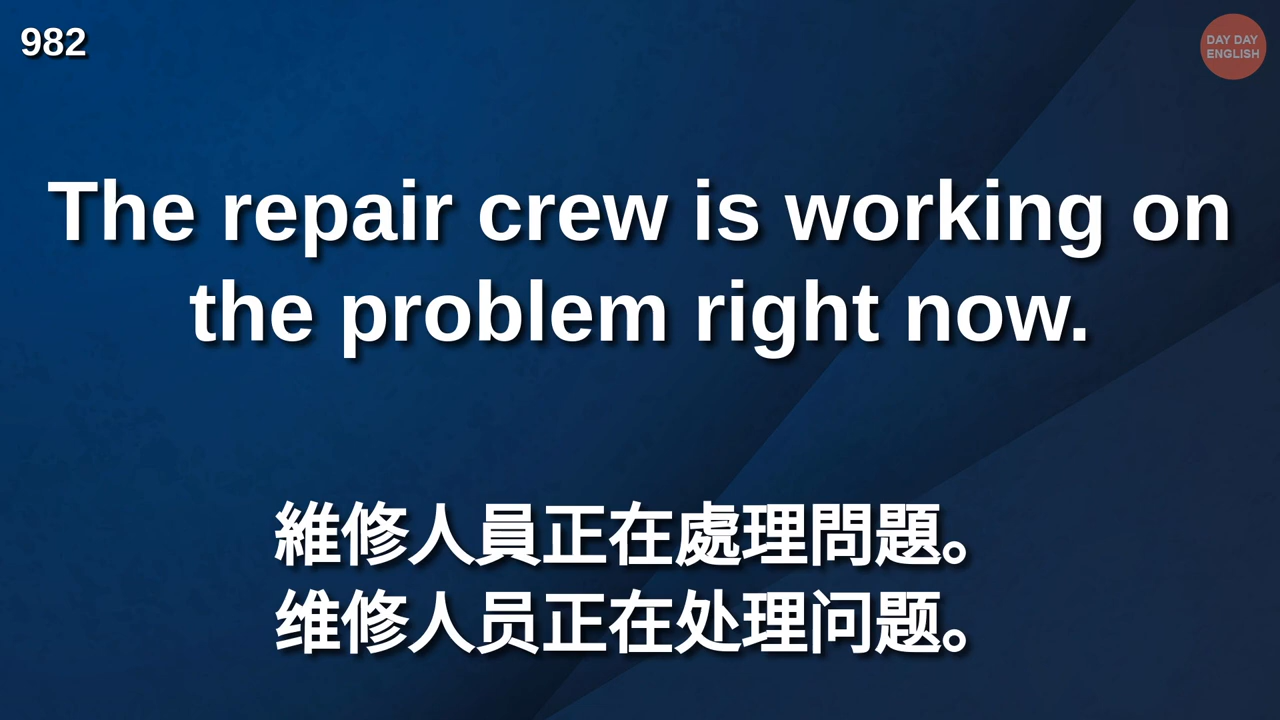 982
DAY DAY
ENGLISH
The repair crew is working on
the problem right now.
維修人員正在處理問題。
维修人员正在处理问题。